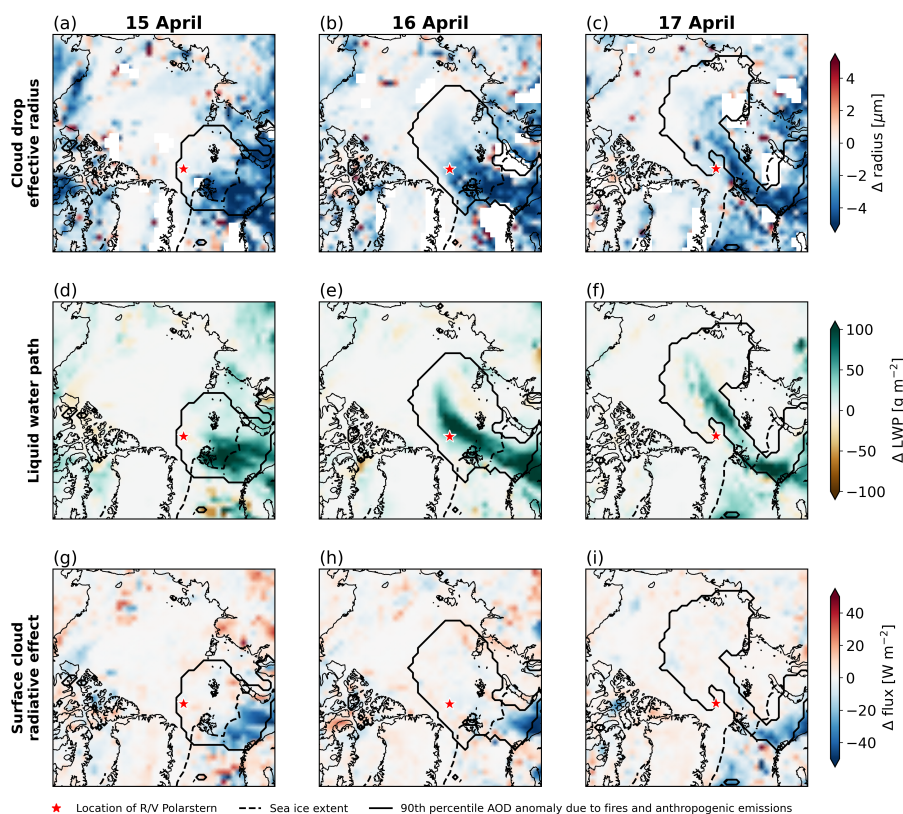 15 April
16 April
17 April
(a)
(b)
(c)
Cloud drop
effective radius
4
2
0
−2
−4
Δ radius [μm]
(d)
(e)
(f)
Liquid water path
100
50
0
−50
−100
Δ LWP [g m⁻²]
(g)
(h)
(i)
Surface cloud
radiative effect
40
20
0
−20
−40
Δ flux [W m⁻²]
Location of R/V Polarstern
Sea ice extent
90th percentile AOD anomaly due to fires and anthropogenic emissions